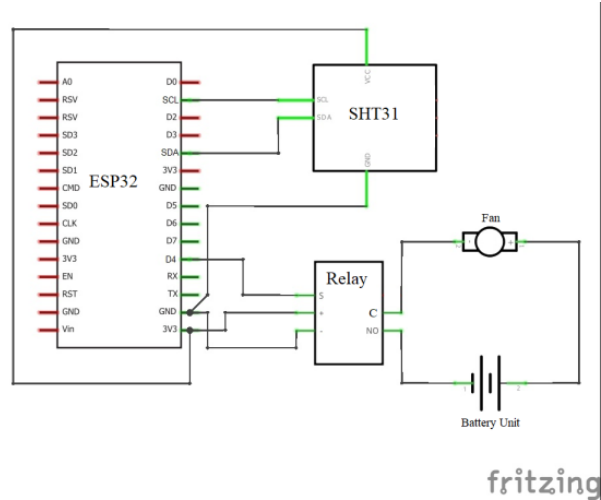 A0
RSV
RSV
SD3
SD2
SD1
CMD
SD0
CLK
GND
3V3
EN
RST
GND
Vin
ESP32
D0
SCL
D2
D3
SDA
3V3
GND
D5
D6
D7
D4
RX
TX
GND
3V3
VCC
SCL
SDA
SHT31
GND
Fan
Relay
S
+
-
C
NO
1
2
Battery Unit
fritzing